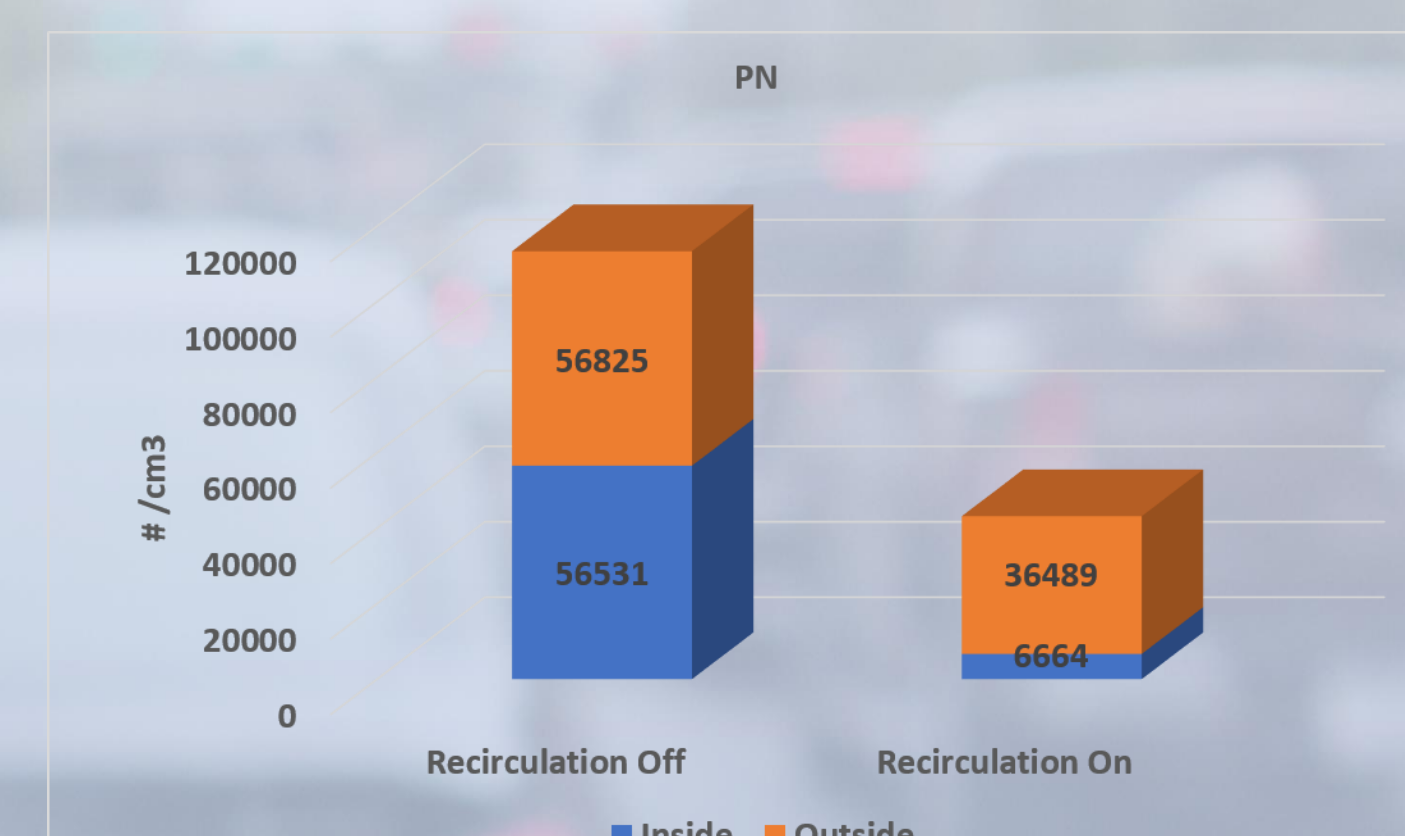 PN
120000
100000
80000
60000
40000
20000
0
# /cm3
56825
56531
36489
6664
Recirculation Off
Recirculation On
Inside
Outside